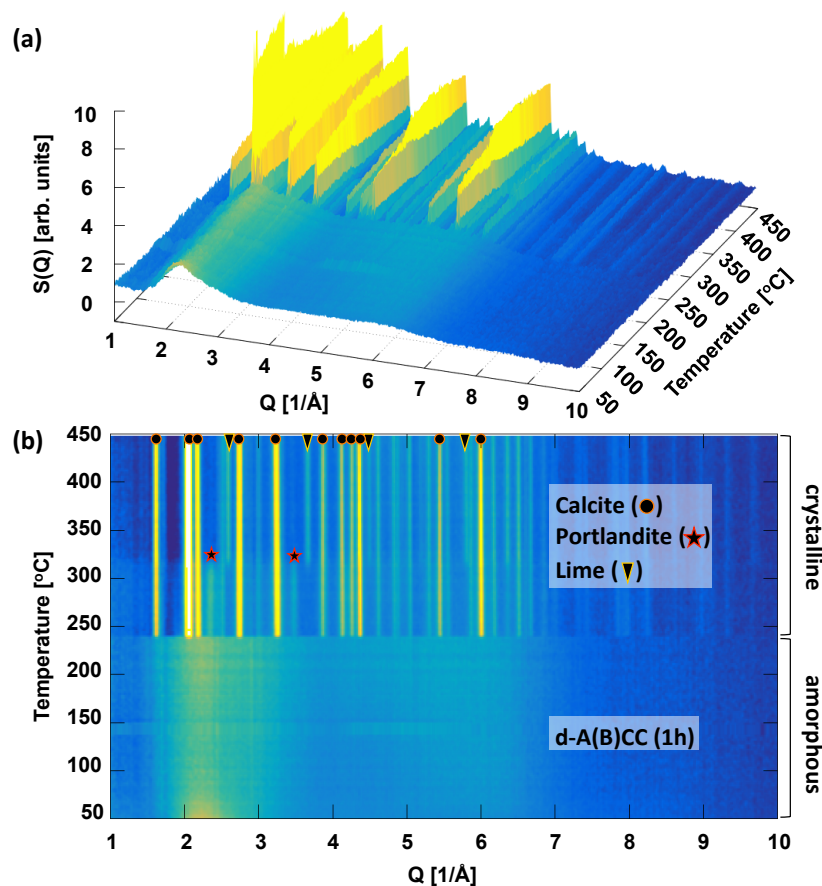 (a)
S(Q) [arb. units]
10
8
6
4
2
0
1
2
3
4
5
6
7
8
9
10
Q [1/Å]
50
100
150
200
250
300
350
400
450
Temperature [°C]
(b)
Temperature [°C]
450
400
350
300
250
200
150
100
50
Calcite (●)
Portlandite (★)
Lime (▼)
d-A(B)CC (1h)
crystalline
amorphous
1 2 3 4 5 6 7 8 9 10
Q [1/Å]